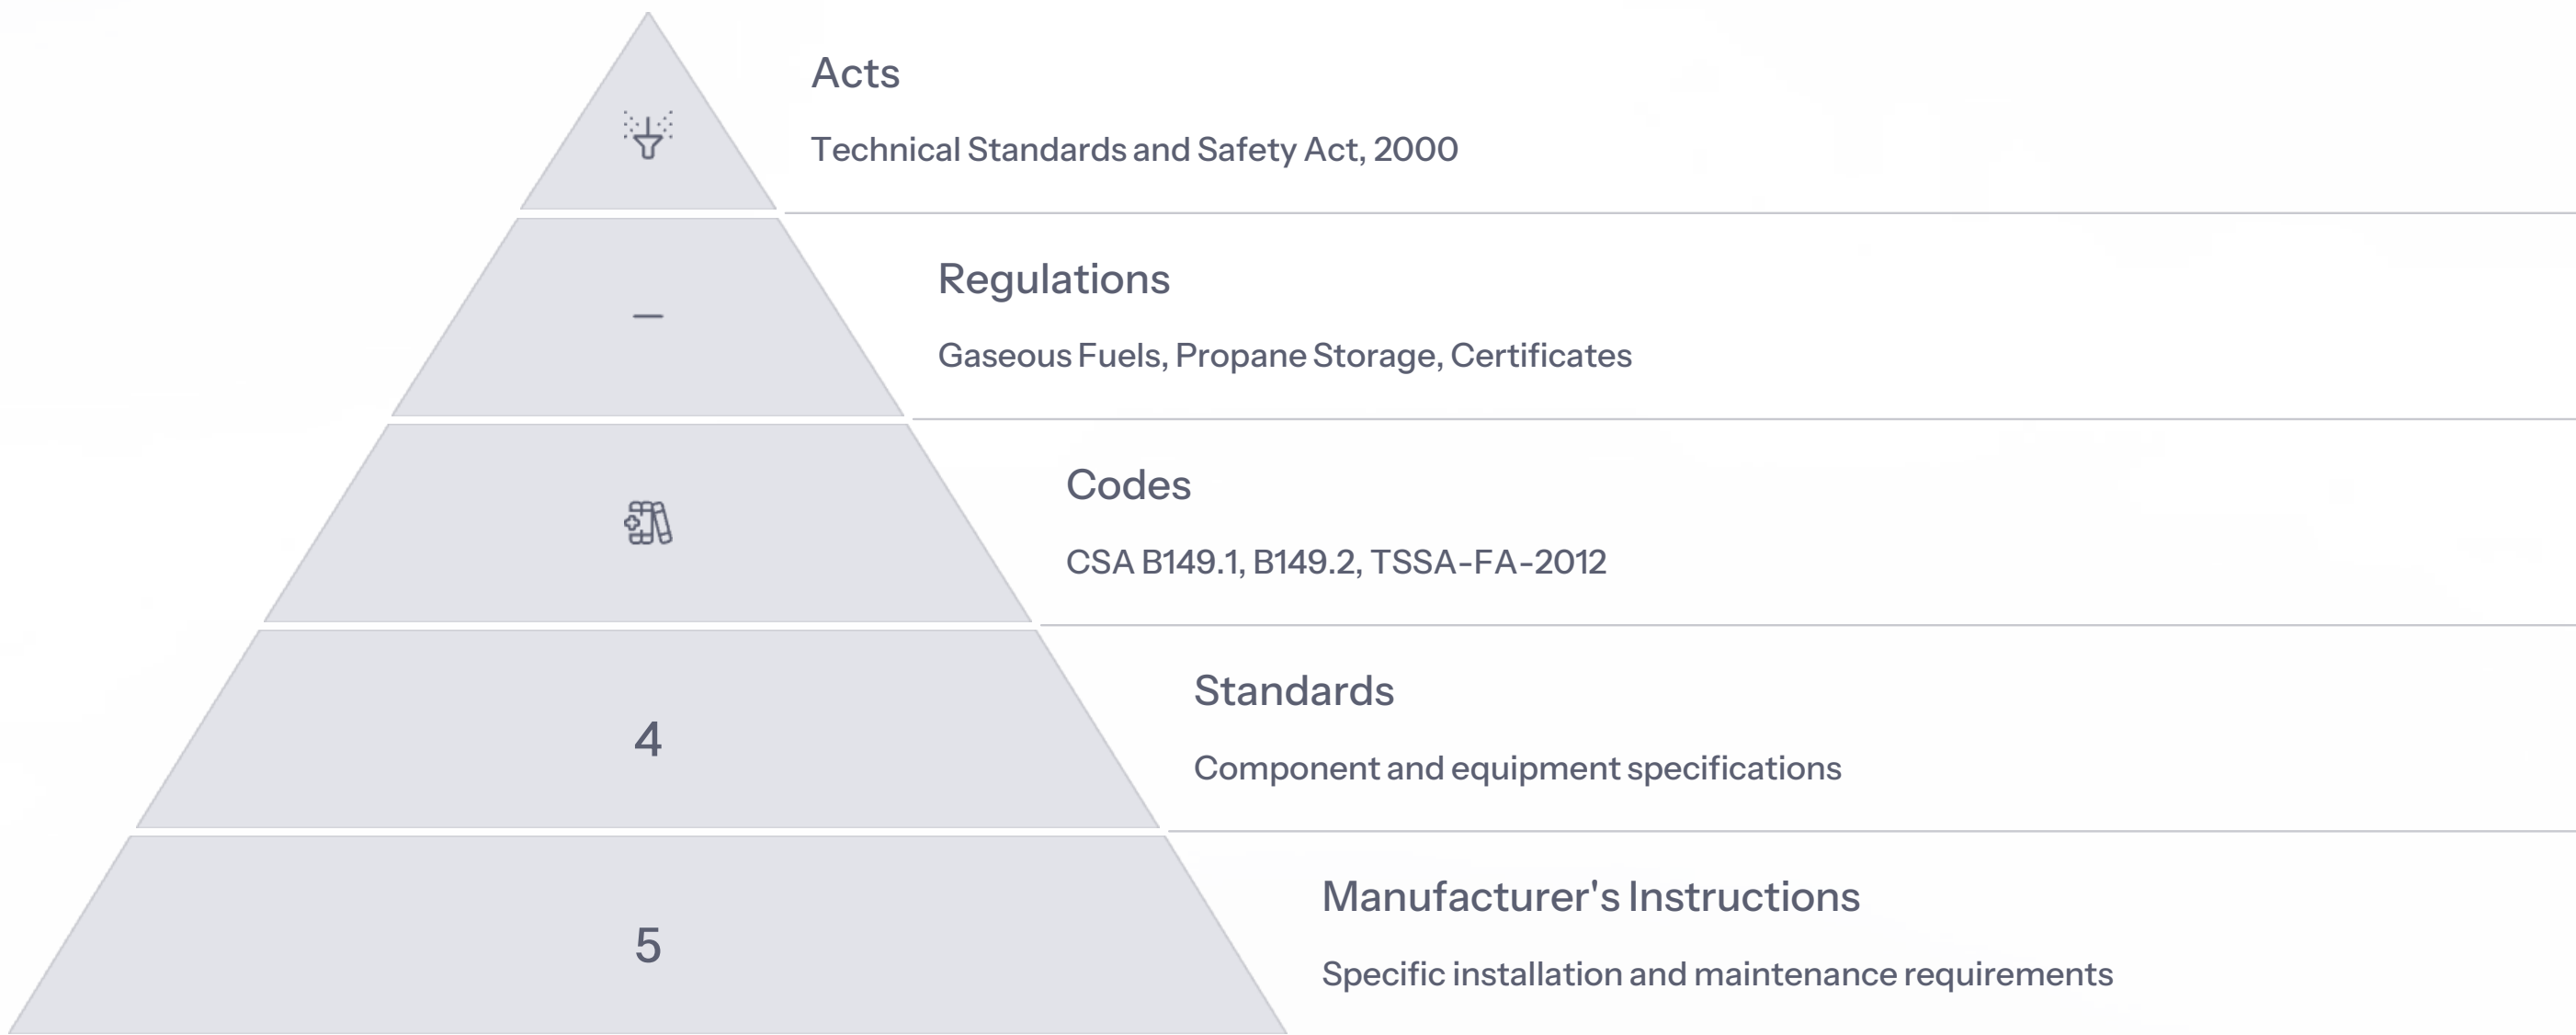 Acts
Technical Standards and Safety Act, 2000
Regulations
Gaseous Fuels, Propane Storage, Certificates
Codes
CSA B149.1, B149.2, TSSA-FA-2012
4
Standards
Component and equipment specifications
5
Manufacturer's Instructions
Specific installation and maintenance requirements